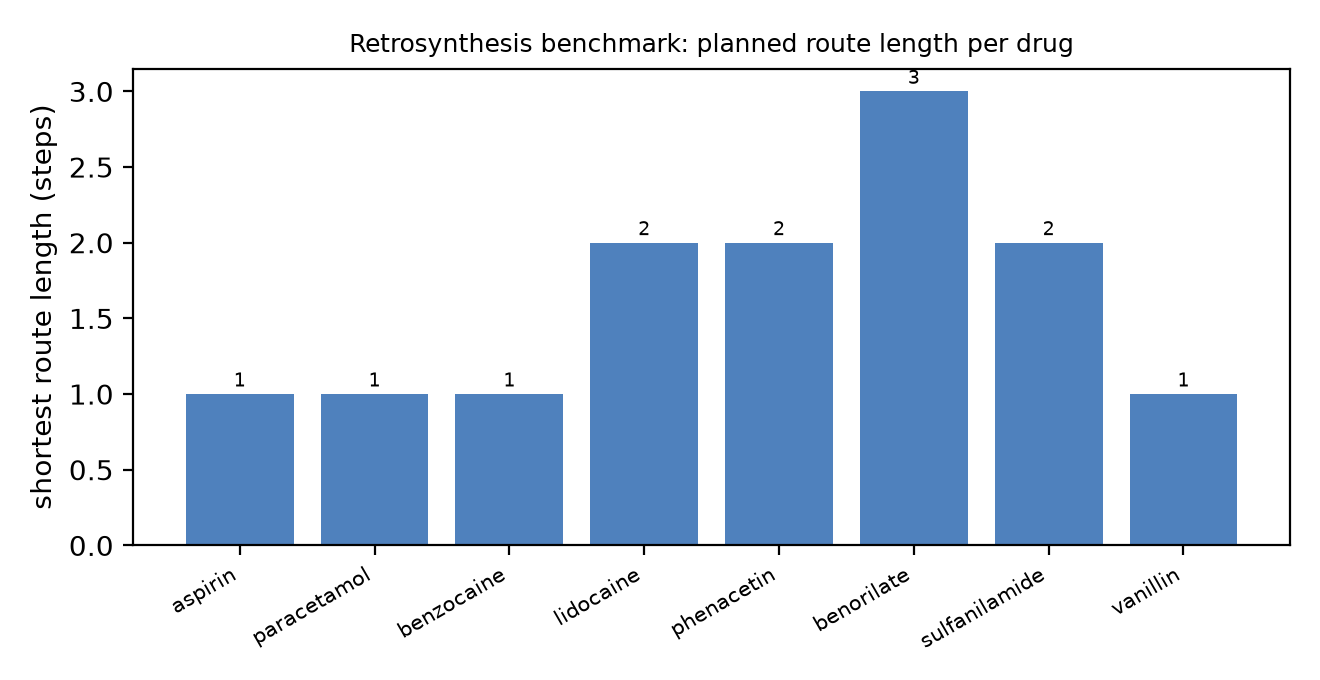 Retrosynthesis benchmark: planned route length per drug
shortest route length (steps)
3.0
2.5
2.0
1.5
1.0
0.5
0.0
1
1
1
2
2
3
2
1
aspirin
paracetamol
benzocaine
lidocaine
phenacetin
benorilate
sulfanilamide
vanillin